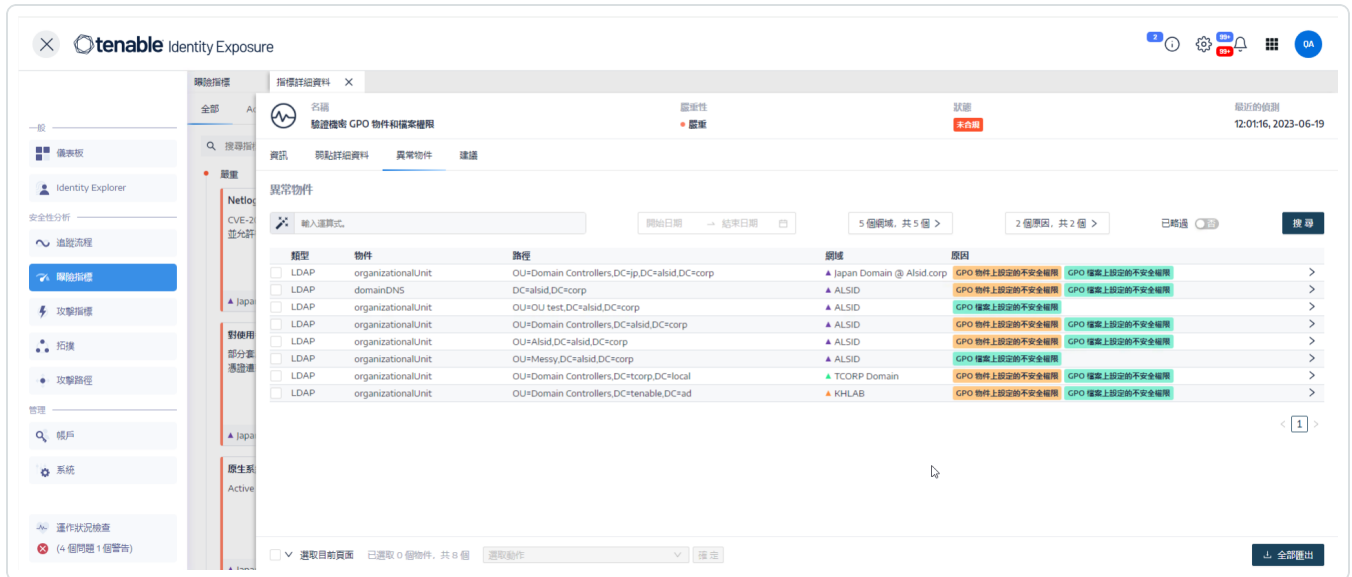 tenable Identity Exposure
2
99+
99+
QA
一般
儀表板
Identity Explorer
安全性分析
追蹤流程
曝險指標
攻擊指標
拓撲
攻擊路徑
管理
帳戶
系統
運作狀況檢查
(4 個問題 1 個警告)
曝險指標
全部
搜尋指
嚴重
Netlog
CVE-20
並允許
Japa
對使用
部分套
憑證遭
Japa
原生系
Active
指標詳細資料
名稱
驗證機密 GPO 物件和檔案權限
嚴重性
嚴重
狀態
未合規
最近的偵測
12:01:16, 2023-06-19
資訊 弱點詳細資料 異常物件 建議
異常物件
輸入運算式。 開始日期 → 結束日期 5 個網域，共 5 個 > 2 個原因，共 2 個 > 已略過 否 搜尋
類型 物件 路徑 網域 原因
LDAP organizationalUnit OU=Domain Controllers,DC=jp,DC=alsid,DC=corp Japan Domain @ Alsid.corp GPO 物件上設定的不安全權限 GPO 檔案上設定的不安全權限
LDAP domainDNS DC=alsid,DC=corp ALSID GPO 物件上設定的不安全權限 GPO 檔案上設定的不安全權限
LDAP organizationalUnit OU=OU test,DC=alsid,DC=corp ALSID GPO 檔案上設定的不安全權限
LDAP organizationalUnit OU=Domain Controllers,DC=alsid,DC=corp ALSID GPO 物件上設定的不安全權限 GPO 檔案上設定的不安全權限
LDAP organizationalUnit OU=Alsid,DC=alsid,DC=corp ALSID GPO 物件上設定的不安全權限 GPO 檔案上設定的不安全權限
LDAP organizationalUnit OU=Messy,DC=alsid,DC=corp ALSID GPO 檔案上設定的不安全權限
LDAP organizationalUnit OU=Domain Controllers,DC=tcorp,DC=local TCORP Domain GPO 物件上設定的不安全權限 GPO 檔案上設定的不安全權限
LDAP organizationalUnit OU=Domain Controllers,DC=tenable,DC=ad KHLAB GPO 物件上設定的不安全權限 GPO 檔案上設定的不安全權限
< 1 >
選取目前頁面 已選取 0 個物件，共 8 個 選取動作 確定 全部匯出